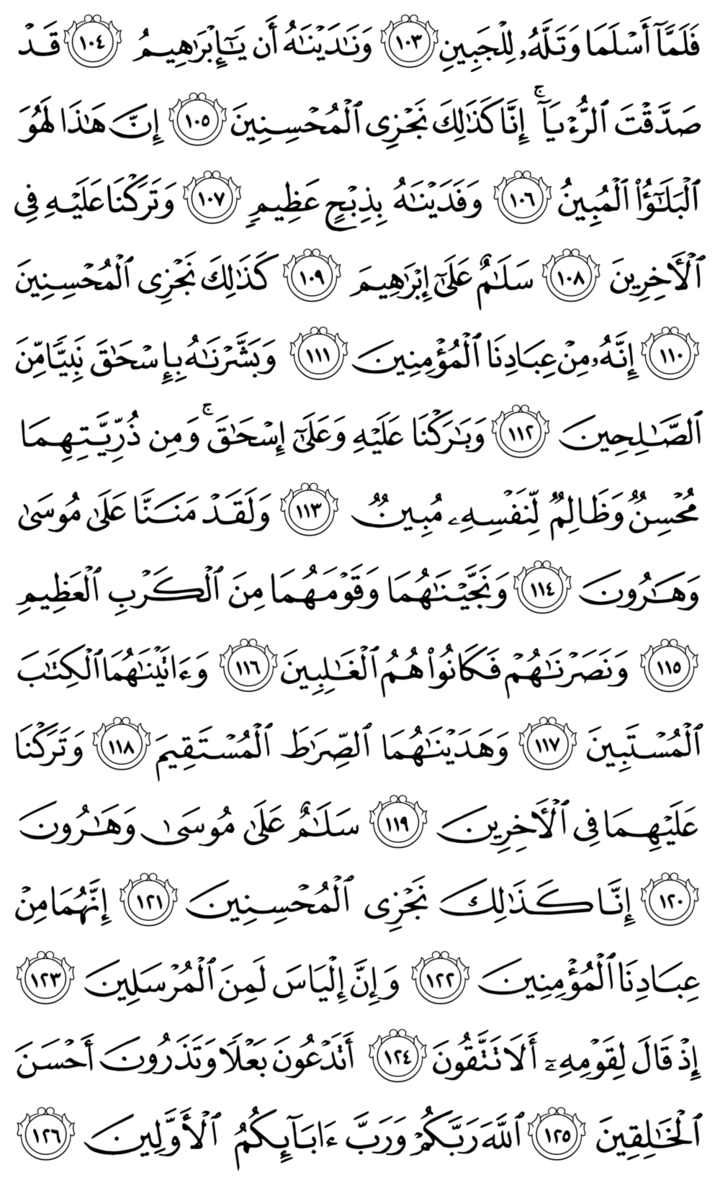 فَلَمَّآ أَسْلَمَا وَتَلَّهُۥ لِلْجَبِينِ ١٠٣ وَنَـٰدَيْنَـٰهُ أَن يَـٰٓإِبْرَٰهِيمُ ١٠٤ قَدْ
صَدَّقْتَ ٱلرُّءْيَآ ۚ إِنَّا كَذَٰلِكَ نَجْزِى ٱلْمُحْسِنِينَ ١٠٥ إِنَّ هَـٰذَا لَهُوَ
ٱلْبَلَـٰٓؤُا۟ ٱلْمُبِينُ ١٠٦ وَفَدَيْنَـٰهُ بِذِبْحٍ عَظِيمٍ ١٠٧ وَتَرَكْنَا عَلَيْهِ فِى
ٱلْأَخِرِينَ ١٠٨ سَلَـٰمٌ عَلَىٰٓ إِبْرَٰهِيمَ ١٠٩ كَذَٰلِكَ نَجْزِى ٱلْمُحْسِنِينَ
١١٠ إِنَّهُۥ مِنْ عِبَادِنَا ٱلْمُؤْمِنِينَ ١١١ وَبَشَّرْنَـٰهُ بِإِسْحَـٰقَ نَبِيًّا مِّنَ
ٱلصَّـٰلِحِينَ ١١٢ وَبَـٰرَكْنَا عَلَيْهِ وَعَلَىٰٓ إِسْحَـٰقَ ۚ وَمِن ذُرِّيَّتِهِمَا
مُحْسِنٌ وَظَالِمٌ لِّنَفْسِهِۦ مُبِينٌ ١١٣ وَلَقَدْ مَنَنَّا عَلَىٰ مُوسَىٰ
وَهَـٰرُونَ ١١٤ وَنَجَّيْنَـٰهُمَا وَقَوْمَهُمَا مِنَ ٱلْكَرْبِ ٱلْعَظِيمِ
١١٥ وَنَصَرْنَـٰهُمْ فَكَانُوا۟ هُمُ ٱلْغَـٰلِبِينَ ١١٦ وَءَاتَيْنَـٰهُمَا ٱلْكِتَـٰبَ
ٱلْمُسْتَبِينَ ١١٧ وَهَدَيْنَـٰهُمَا ٱلصِّرَٰطَ ٱلْمُسْتَقِيمَ ١١٨ وَتَرَكْنَا
عَلَيْهِمَا فِى ٱلْأَخِرِينَ ١١٩ سَلَـٰمٌ عَلَىٰ مُوسَىٰ وَهَـٰرُونَ
١٢٠ إِنَّا كَذَٰلِكَ نَجْزِى ٱلْمُحْسِنِينَ ١٢١ إِنَّهُمَا مِنْ
عِبَادِنَا ٱلْمُؤْمِنِينَ ١٢٢ وَإِنَّ إِلْيَاسَ لَمِنَ ٱلْمُرْسَلِينَ ١٢٣
إِذْ قَالَ لِقَوْمِهِۦٓ أَلَا تَتَّقُونَ ١٢٤ أَتَدْعُونَ بَعْلًا وَتَذَرُونَ أَحْسَنَ
ٱلْخَـٰلِقِينَ ١٢٥ ٱللَّهَ رَبَّكُمْ وَرَبَّ ءَابَآئِكُمُ ٱلْأَوَّلِينَ ١٢٦